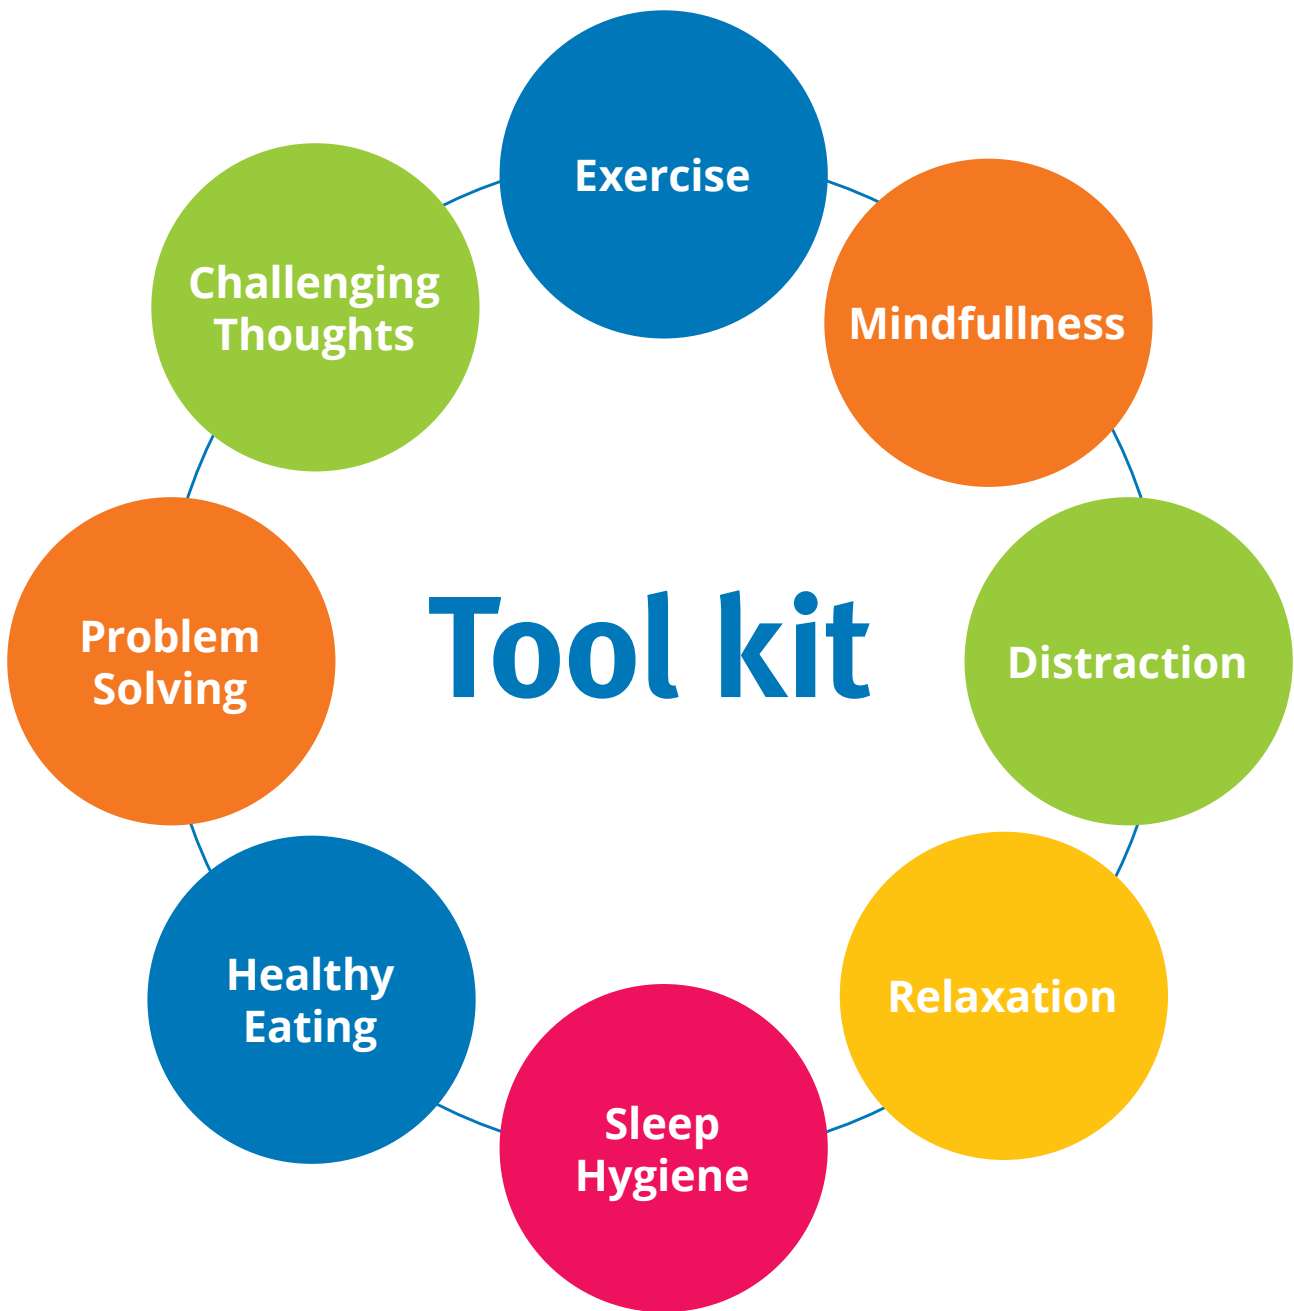 Exercise
Mindfullness
Distraction
Relaxation
Sleep
Hygiene
Healthy
Eating
Problem
Solving
Challenging
Thoughts
Tool kit